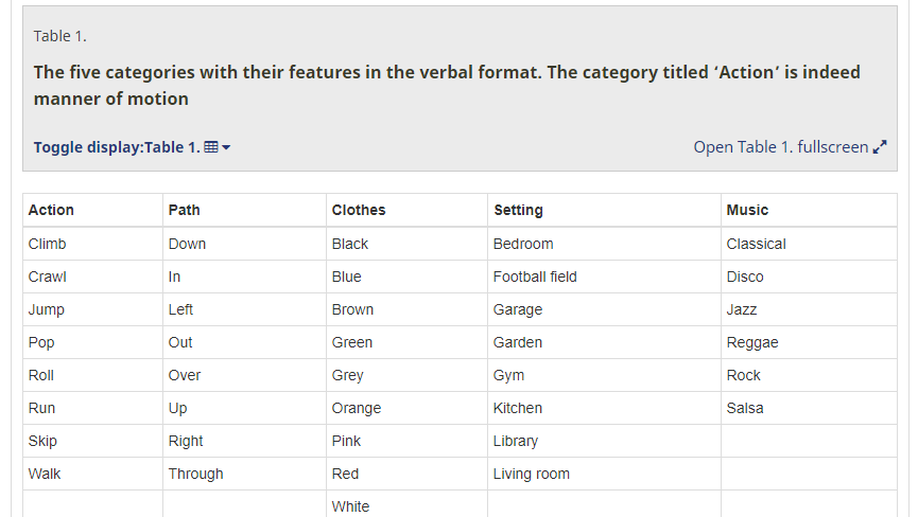 Table 1.
The five categories with their features in the verbal format. The category titled ‘Action’ is indeed
manner of motion
Toggle display:Table 1. Open Table 1. fullscreen
Action Path Clothes Setting Music
Climb Down Black Bedroom Classical
Crawl In Blue Football field Disco
Jump Left Brown Garage Jazz
Pop Out Green Garden Reggae
Roll Over Grey Gym Rock
Run Up Orange Kitchen Salsa
Skip Right Pink Library
Walk Through Red Living room
White